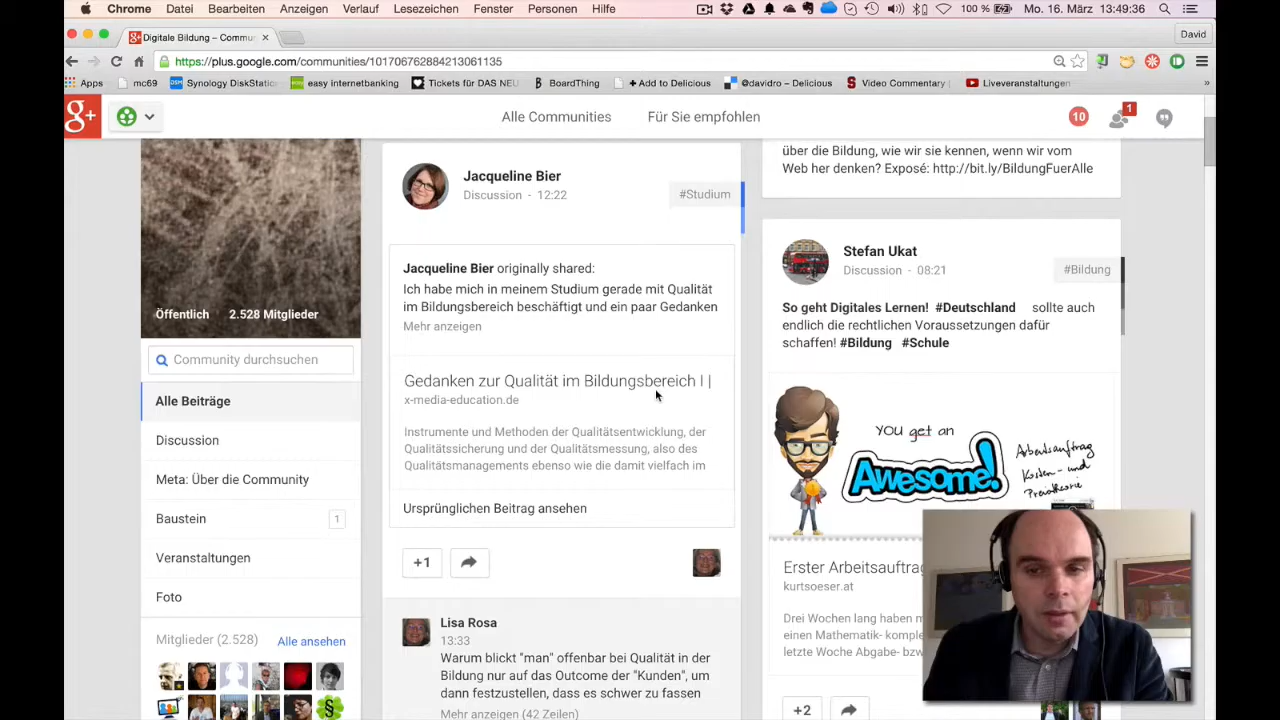 Chrome Datei Bearbeiten Anzeigen Verlauf Lesezeichen Fenster Personen Hilfe 100 % Mo. 16. März 13:49:36
Digitale Bildung – Commu
David
https://plus.google.com/communities/101706762884213061135
Apps mc69 Synology DiskStation easy internetbanking Tickets für DAS NEU BoardThing + Add to Delicious @davidro – Delicious Video Commentary Liveveranstaltungen
g+ Alle Communities Für Sie empfohlen 10 1
über die Bildung, wie wir sie kennen, wenn wir vom
Web her denken? Exposé: http://bit.ly/BildungFuerAlle
Öffentlich 2.528 Mitglieder
Community durchsuchen
Alle Beiträge
Discussion
Meta: Über die Community
Baustein 1
Veranstaltungen
Foto
Mitglieder (2.528) Alle ansehen
Jacqueline Bier
Discussion - 12:22
#Studium
Jacqueline Bier originally shared:
Ich habe mich in meinem Studium gerade mit Qualität
im Bildungsbereich beschäftigt und ein paar Gedanken
Mehr anzeigen
Gedanken zur Qualität im Bildungsbereich I |
x-media-education.de
Instrumente und Methoden der Qualitätsentwicklung, der
Qualitätssicherung und der Qualitätsmessung, also des
Qualitätsmanagements ebenso wie die damit vielfach im
Ursprünglichen Beitrag ansehen
+1
Lisa Rosa
13:33
Warum blickt "man" offenbar bei Qualität in der
Bildung nur auf das Outcome der "Kunden", um
dann festzustellen, dass es schwer zu fassen
Mehr anzeigen (42 Zeilen)
Stefan Ukat
Discussion - 08:21
#Bildung
So geht Digitales Lernen! #Deutschland sollte auch
endlich die rechtlichen Voraussetzungen dafür
schaffen! #Bildung #Schule
YOU get an
Awesome!
Arbeitsauftrag
Kosten- und
Preistheorie
Erster Arbeitsauftrag
kurtsoeser.at
Drei Wochen lang haben m
einen Mathematik- komple
letzte Woche Abgabe- bzw
+2